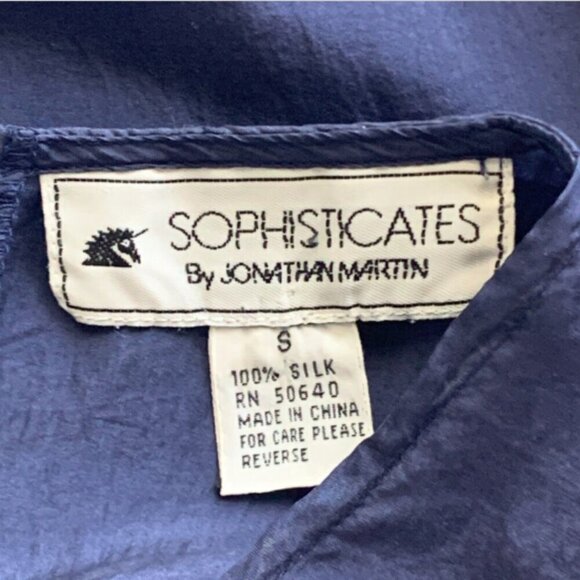 SOPHISTICATES
By JONATHAN MARTIN
S
100% SILK
RN 50640
MADE IN CHINA
FOR CARE PLEASE
REVERSE